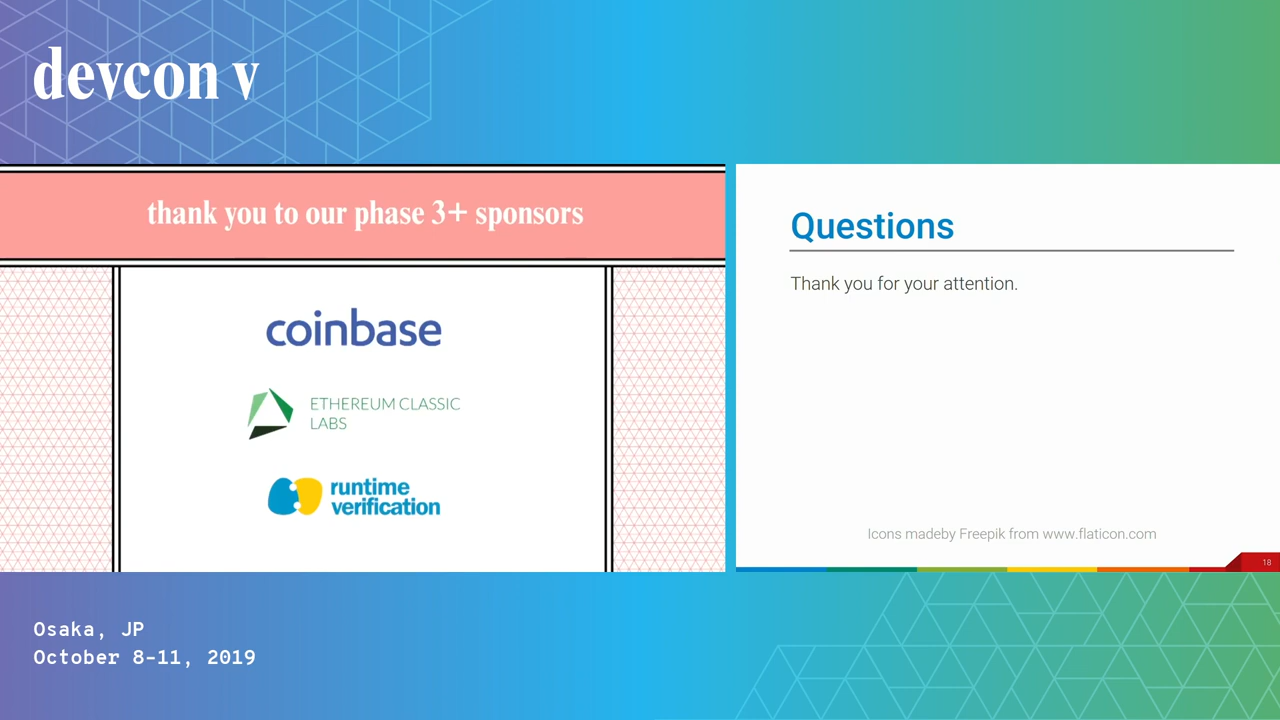 devcon v
thank you to our phase 3+ sponsors
coinbase
ETHEREUM CLASSIC
LABS
runtime
verification
Questions
Thank you for your attention.
Icons madeby Freepik from www.flaticon.com
18
Osaka, JP
October 8-11, 2019